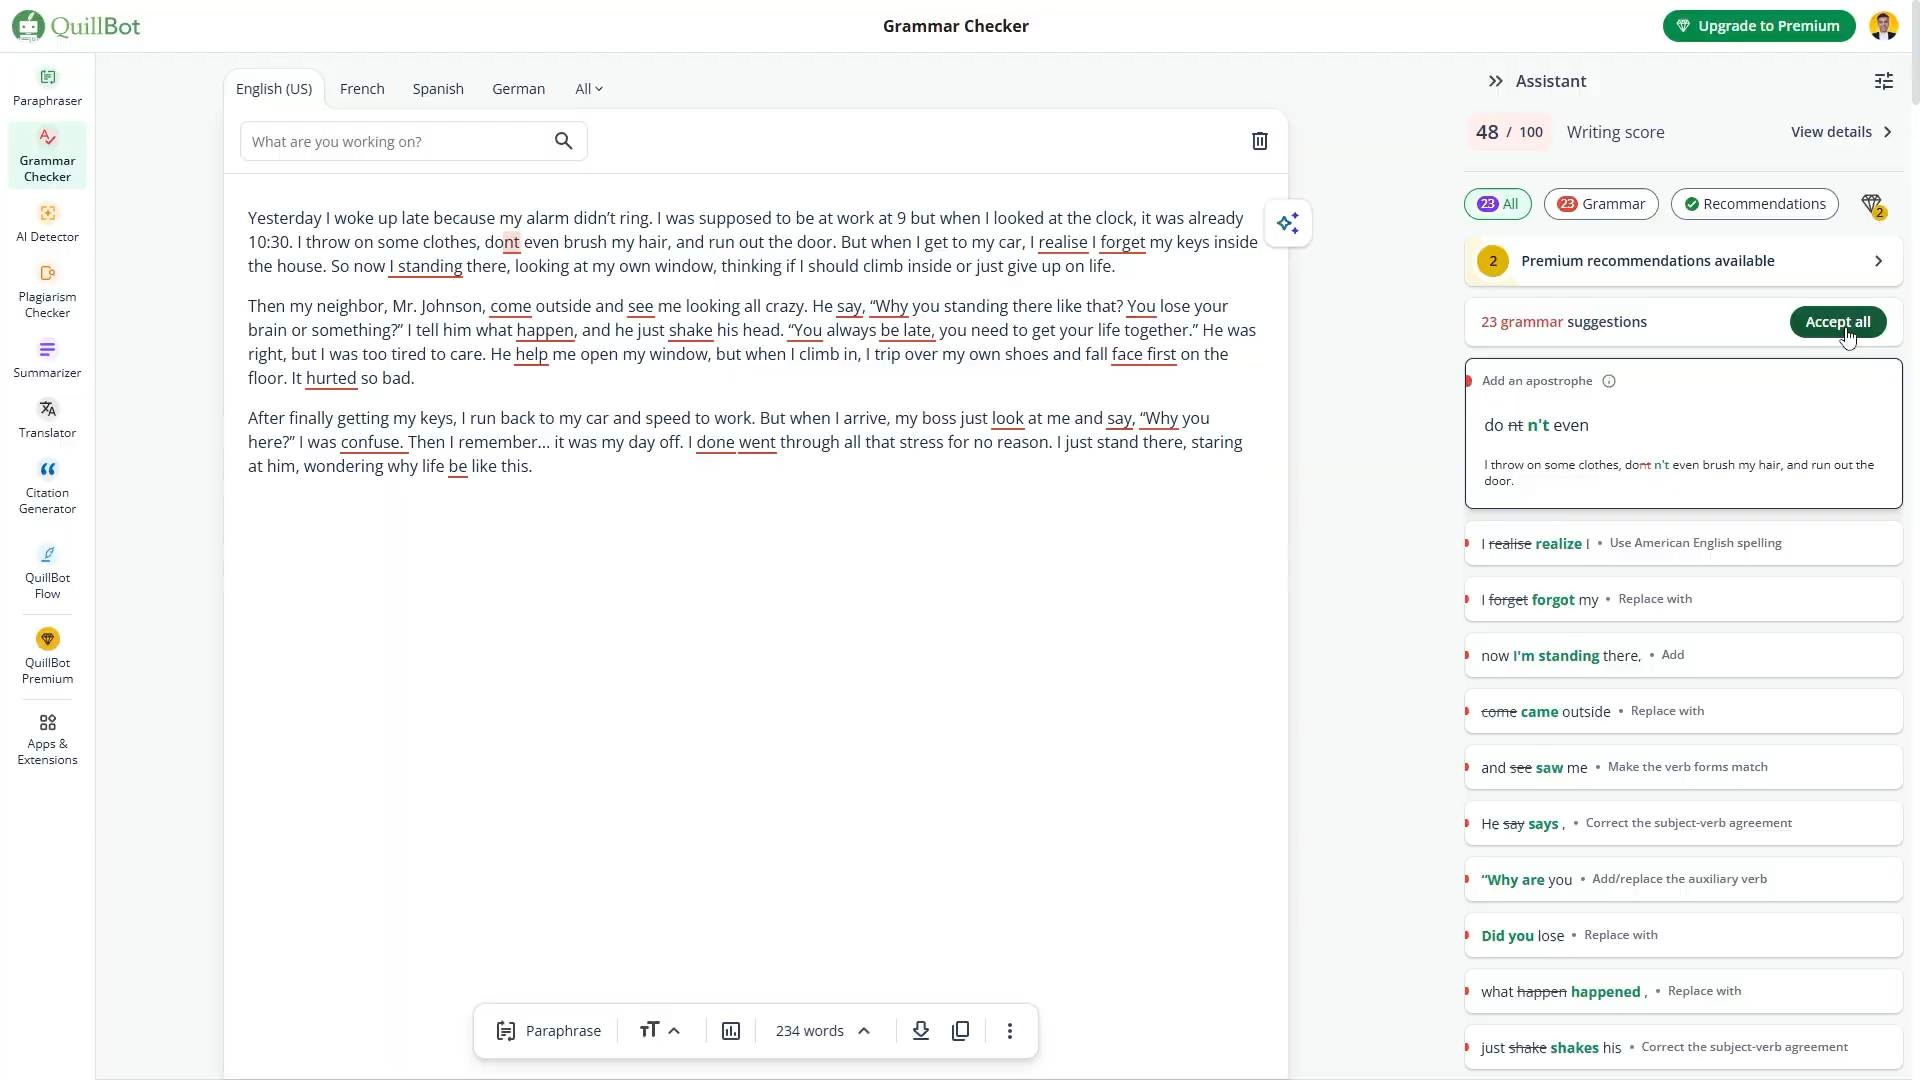 QuillBot
Grammar Checker
Upgrade to Premium
Paraphraser
Grammar
Checker
AI Detector
Plagiarism
Checker
Summarizer
Translator
Citation
Generator
QuillBot
Flow
QuillBot
Premium
Apps &
Extensions
English (US) French Spanish German All
What are you working on?
Yesterday I woke up late because my alarm didn’t ring. I was supposed to be at work at 9 but when I looked at the clock, it was already
10:30. I throw on some clothes, dont even brush my hair, and run out the door. But when I get to my car, I realise I forget my keys inside
the house. So now I standing there, looking at my own window, thinking if I should climb inside or just give up on life.
Then my neighbor, Mr. Johnson, come outside and see me looking all crazy. He say, “Why you standing there like that? You lose your
brain or something?” I tell him what happen, and he just shake his head. “You always be late, you need to get your life together.” He was
right, but I was too tired to care. He help me open my window, but when I climb in, I trip over my own shoes and fall face first on the
floor. It hurted so bad.
After finally getting my keys, I run back to my car and speed to work. But when I arrive, my boss just look at me and say, “Why you
here?” I was confuse. Then I remember... it was my day off. I done went through all that stress for no reason. I just stand there, staring
at him, wondering why life be like this.
Paraphrase TT 234 words
Assistant
48 / 100 Writing score View details
23 All 23 Grammar Recommendations 2
2 Premium recommendations available
23 grammar suggestions Accept all
Add an apostrophe
do nt n't even
I throw on some clothes, dont n't even brush my hair, and run out the
door.
I realise realize I • Use American English spelling
I forget forgot my • Replace with
now I'm standing there, • Add
come came outside • Replace with
and see saw me • Make the verb forms match
He say says , • Correct the subject-verb agreement
“Why are you • Add/replace the auxiliary verb
Did you lose • Replace with
what happen happened , • Replace with
just shake shakes his • Correct the subject-verb agreement